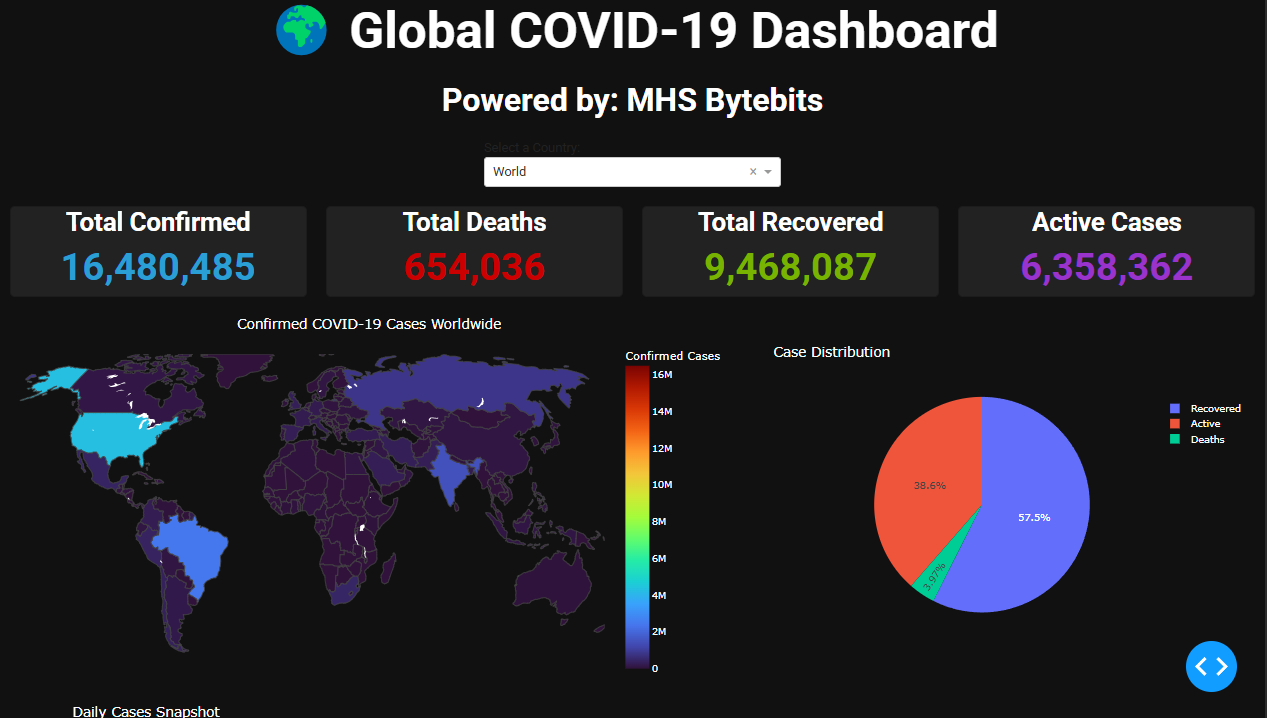 Global COVID-19 Dashboard
Powered by: MHS Bytebits
Select a Country:
World
Total Confirmed
16,480,485
Total Deaths
654,036
Total Recovered
9,468,087
Active Cases
6,358,362
Confirmed COVID-19 Cases Worldwide
Confirmed Cases
16M
14M
12M
10M
8M
6M
4M
2M
0
Case Distribution
38.6%
57.5%
3.97%
Recovered
Active
Deaths
Daily Cases Snapshot